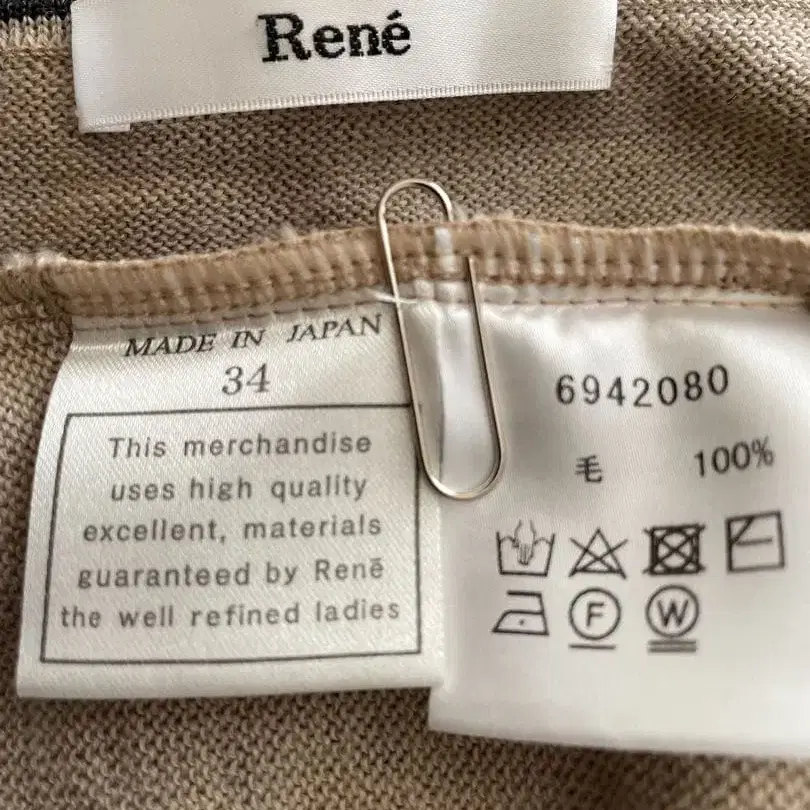 René
MADE IN JAPAN
34
This merchandise
uses high quality
excellent, materials
guaranteed by Renē
the well refined ladies
6942080
毛 100%
F W